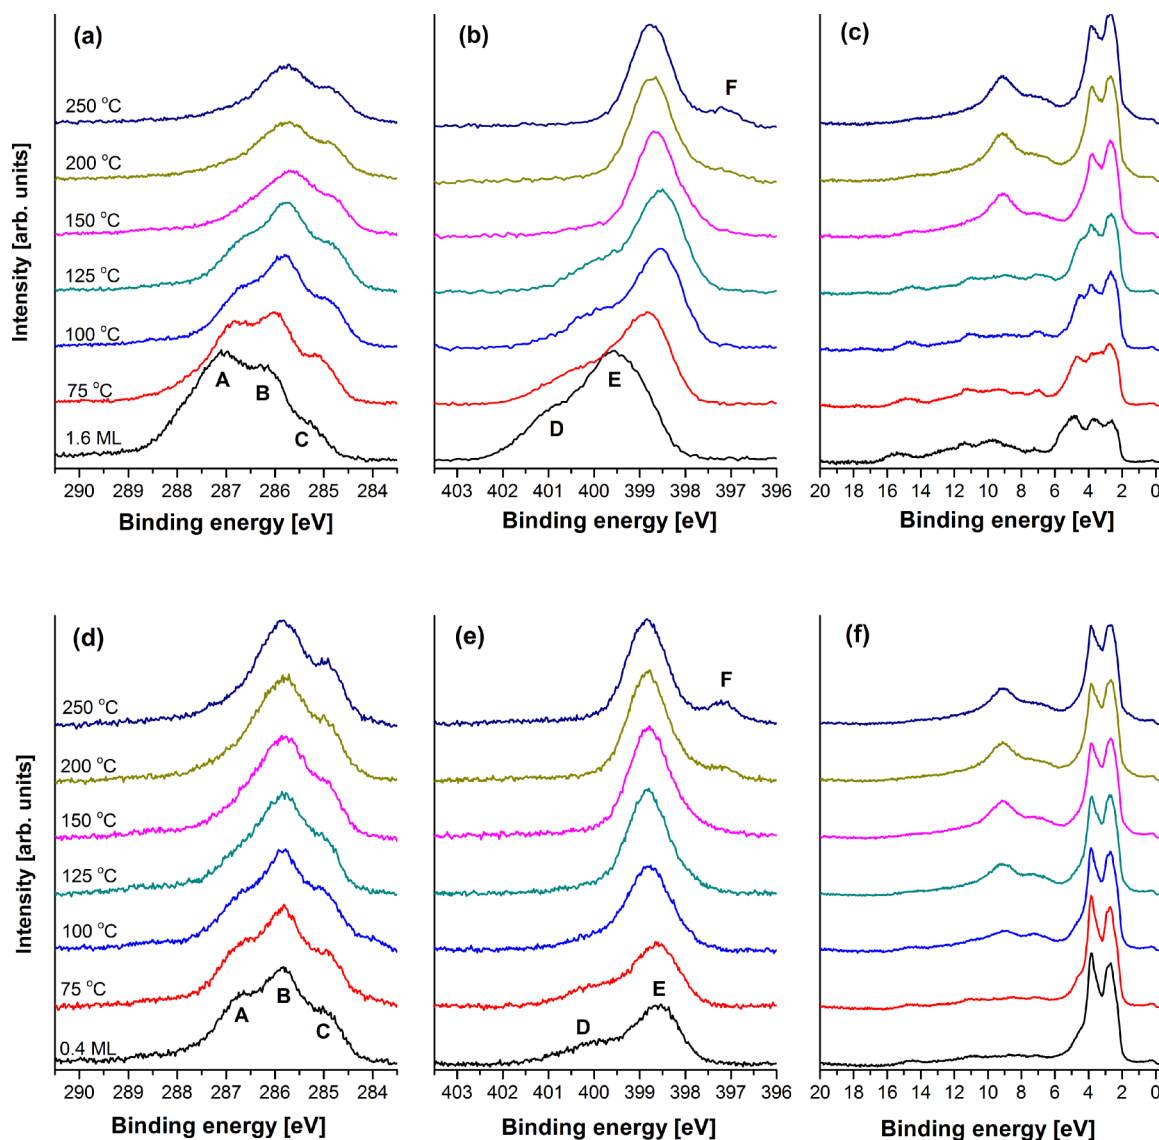 (a)
(b)
(c)
Intensity [arb. units]
250 °C
200 °C
150 °C
125 °C
100 °C
75 °C
1.6 ML
A
B
C
D
E
F
290 289 288 287 286 285 284
403 402 401 400 399 398 397 396
20 18 16 14 12 10 8 6 4 2 0
Binding energy [eV]
Binding energy [eV]
Binding energy [eV]
(d)
(e)
(f)
Intensity [arb. units]
250 °C
200 °C
150 °C
125 °C
100 °C
75 °C
0.4 ML
A
B
C
D
E
F
290 289 288 287 286 285 284
403 402 401 400 399 398 397 396
20 18 16 14 12 10 8 6 4 2 0
Binding energy [eV]
Binding energy [eV]
Binding energy [eV]